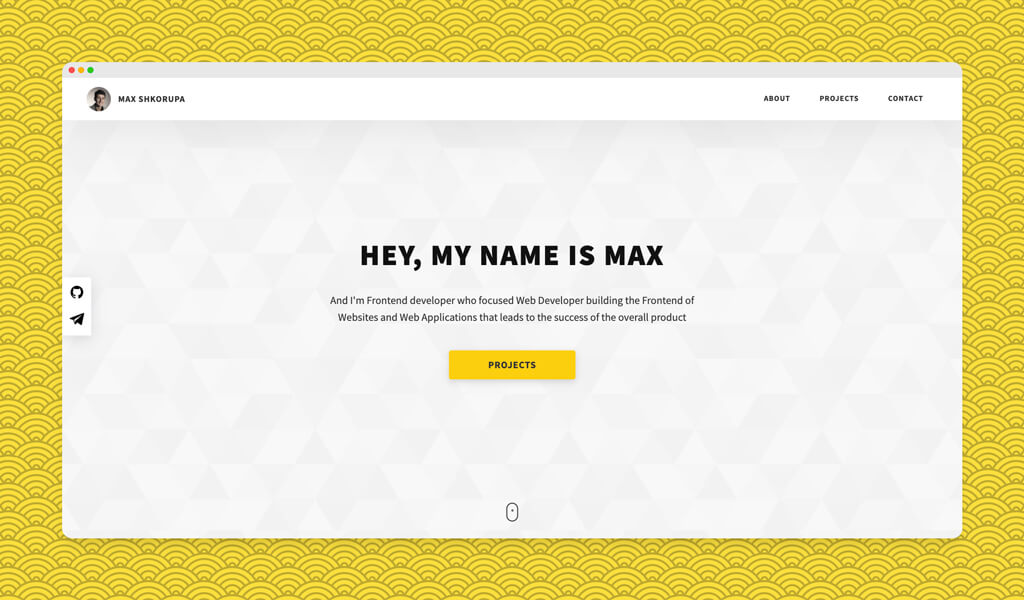 MAX SHKORUPA
ABOUT
PROJECTS
CONTACT
HEY, MY NAME IS MAX
And I'm Frontend developer who focused Web Developer building the Frontend of
Websites and Web Applications that leads to the success of the overall product
PROJECTS